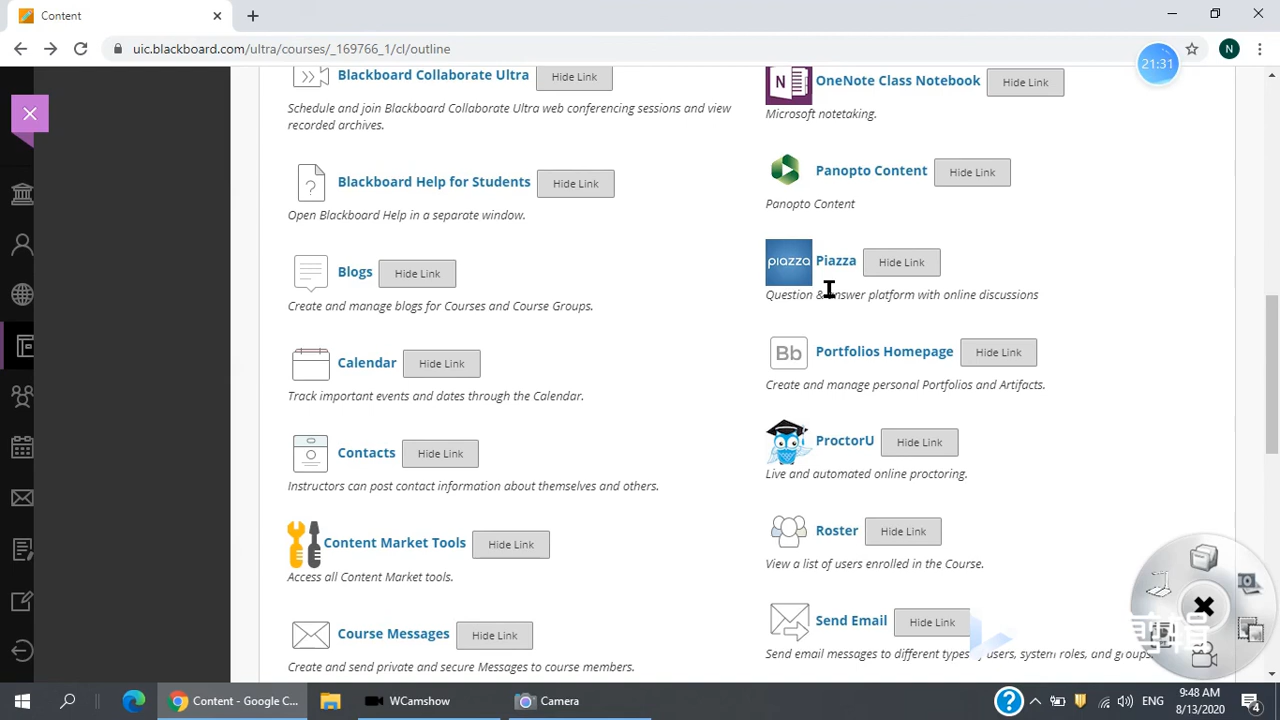 Content
uic.blackboard.com/ultra/courses/_169766_1/cl/outline
N
21:31
Blackboard Collaborate Ultra
Hide Link
Schedule and join Blackboard Collaborate Ultra web conferencing sessions and view
recorded archives.
?
Blackboard Help for Students
Hide Link
Open Blackboard Help in a separate window.
Blogs
Hide Link
Create and manage blogs for Courses and Course Groups.
Calendar
Hide Link
Track important events and dates through the Calendar.
Contacts
Hide Link
Instructors can post contact information about themselves and others.
Content Market Tools
Hide Link
Access all Content Market tools.
Course Messages
Hide Link
Create and send private and secure Messages to course members.
N
OneNote Class Notebook
Hide Link
Microsoft notetaking.
Panopto Content
Hide Link
Panopto Content
piazza
Piazza
Hide Link
Question & answer platform with online discussions
Bb
Portfolios Homepage
Hide Link
Create and manage personal Portfolios and Artifacts.
ProctorU
Hide Link
Live and automated online proctoring.
Roster
Hide Link
View a list of users enrolled in the Course.
Send Email
Hide Link
Send email messages to different types of users, system roles, and groups.
Content - Google C...
WCamshow
Camera
?
ENG
9:48 AM
8/13/2020
4